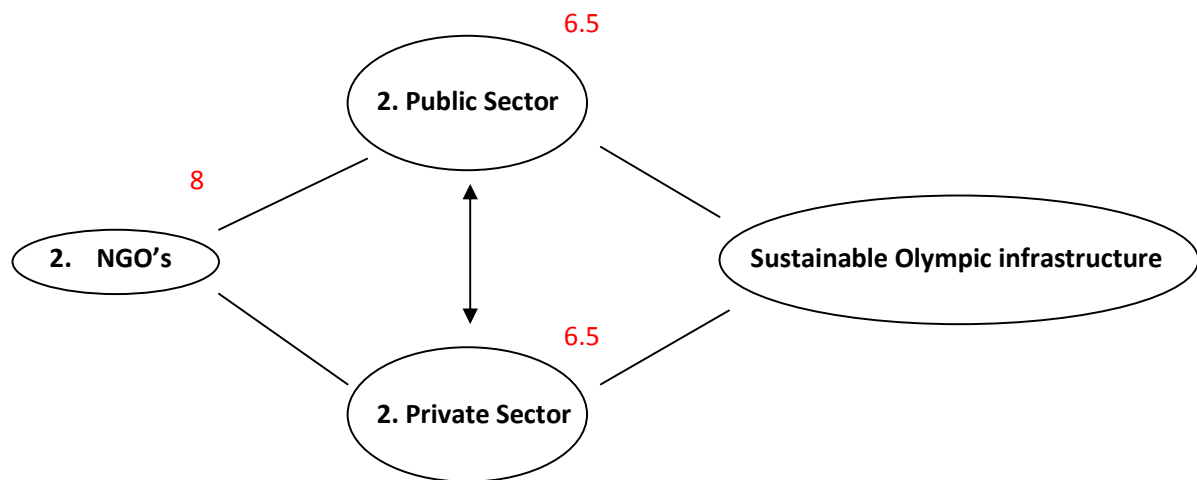 6.5
2. Public Sector
8
2. NGO’s
Sustainable Olympic infrastructure
6.5
2. Private Sector